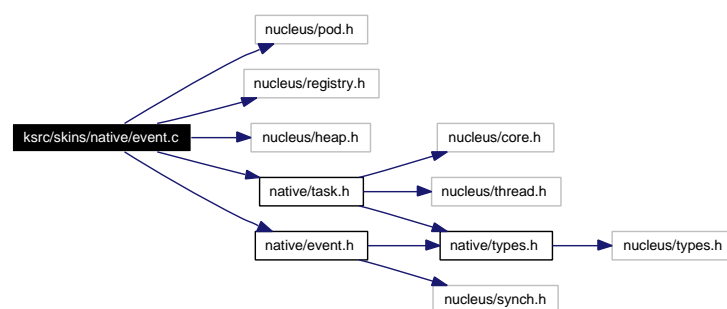 nucleus/pod.h
nucleus/registry.h
ksrc/skins/native/event.c
nucleus/heap.h
nucleus/core.h
native/task.h
nucleus/thread.h
native/event.h
native/types.h
nucleus/types.h
nucleus/synch.h